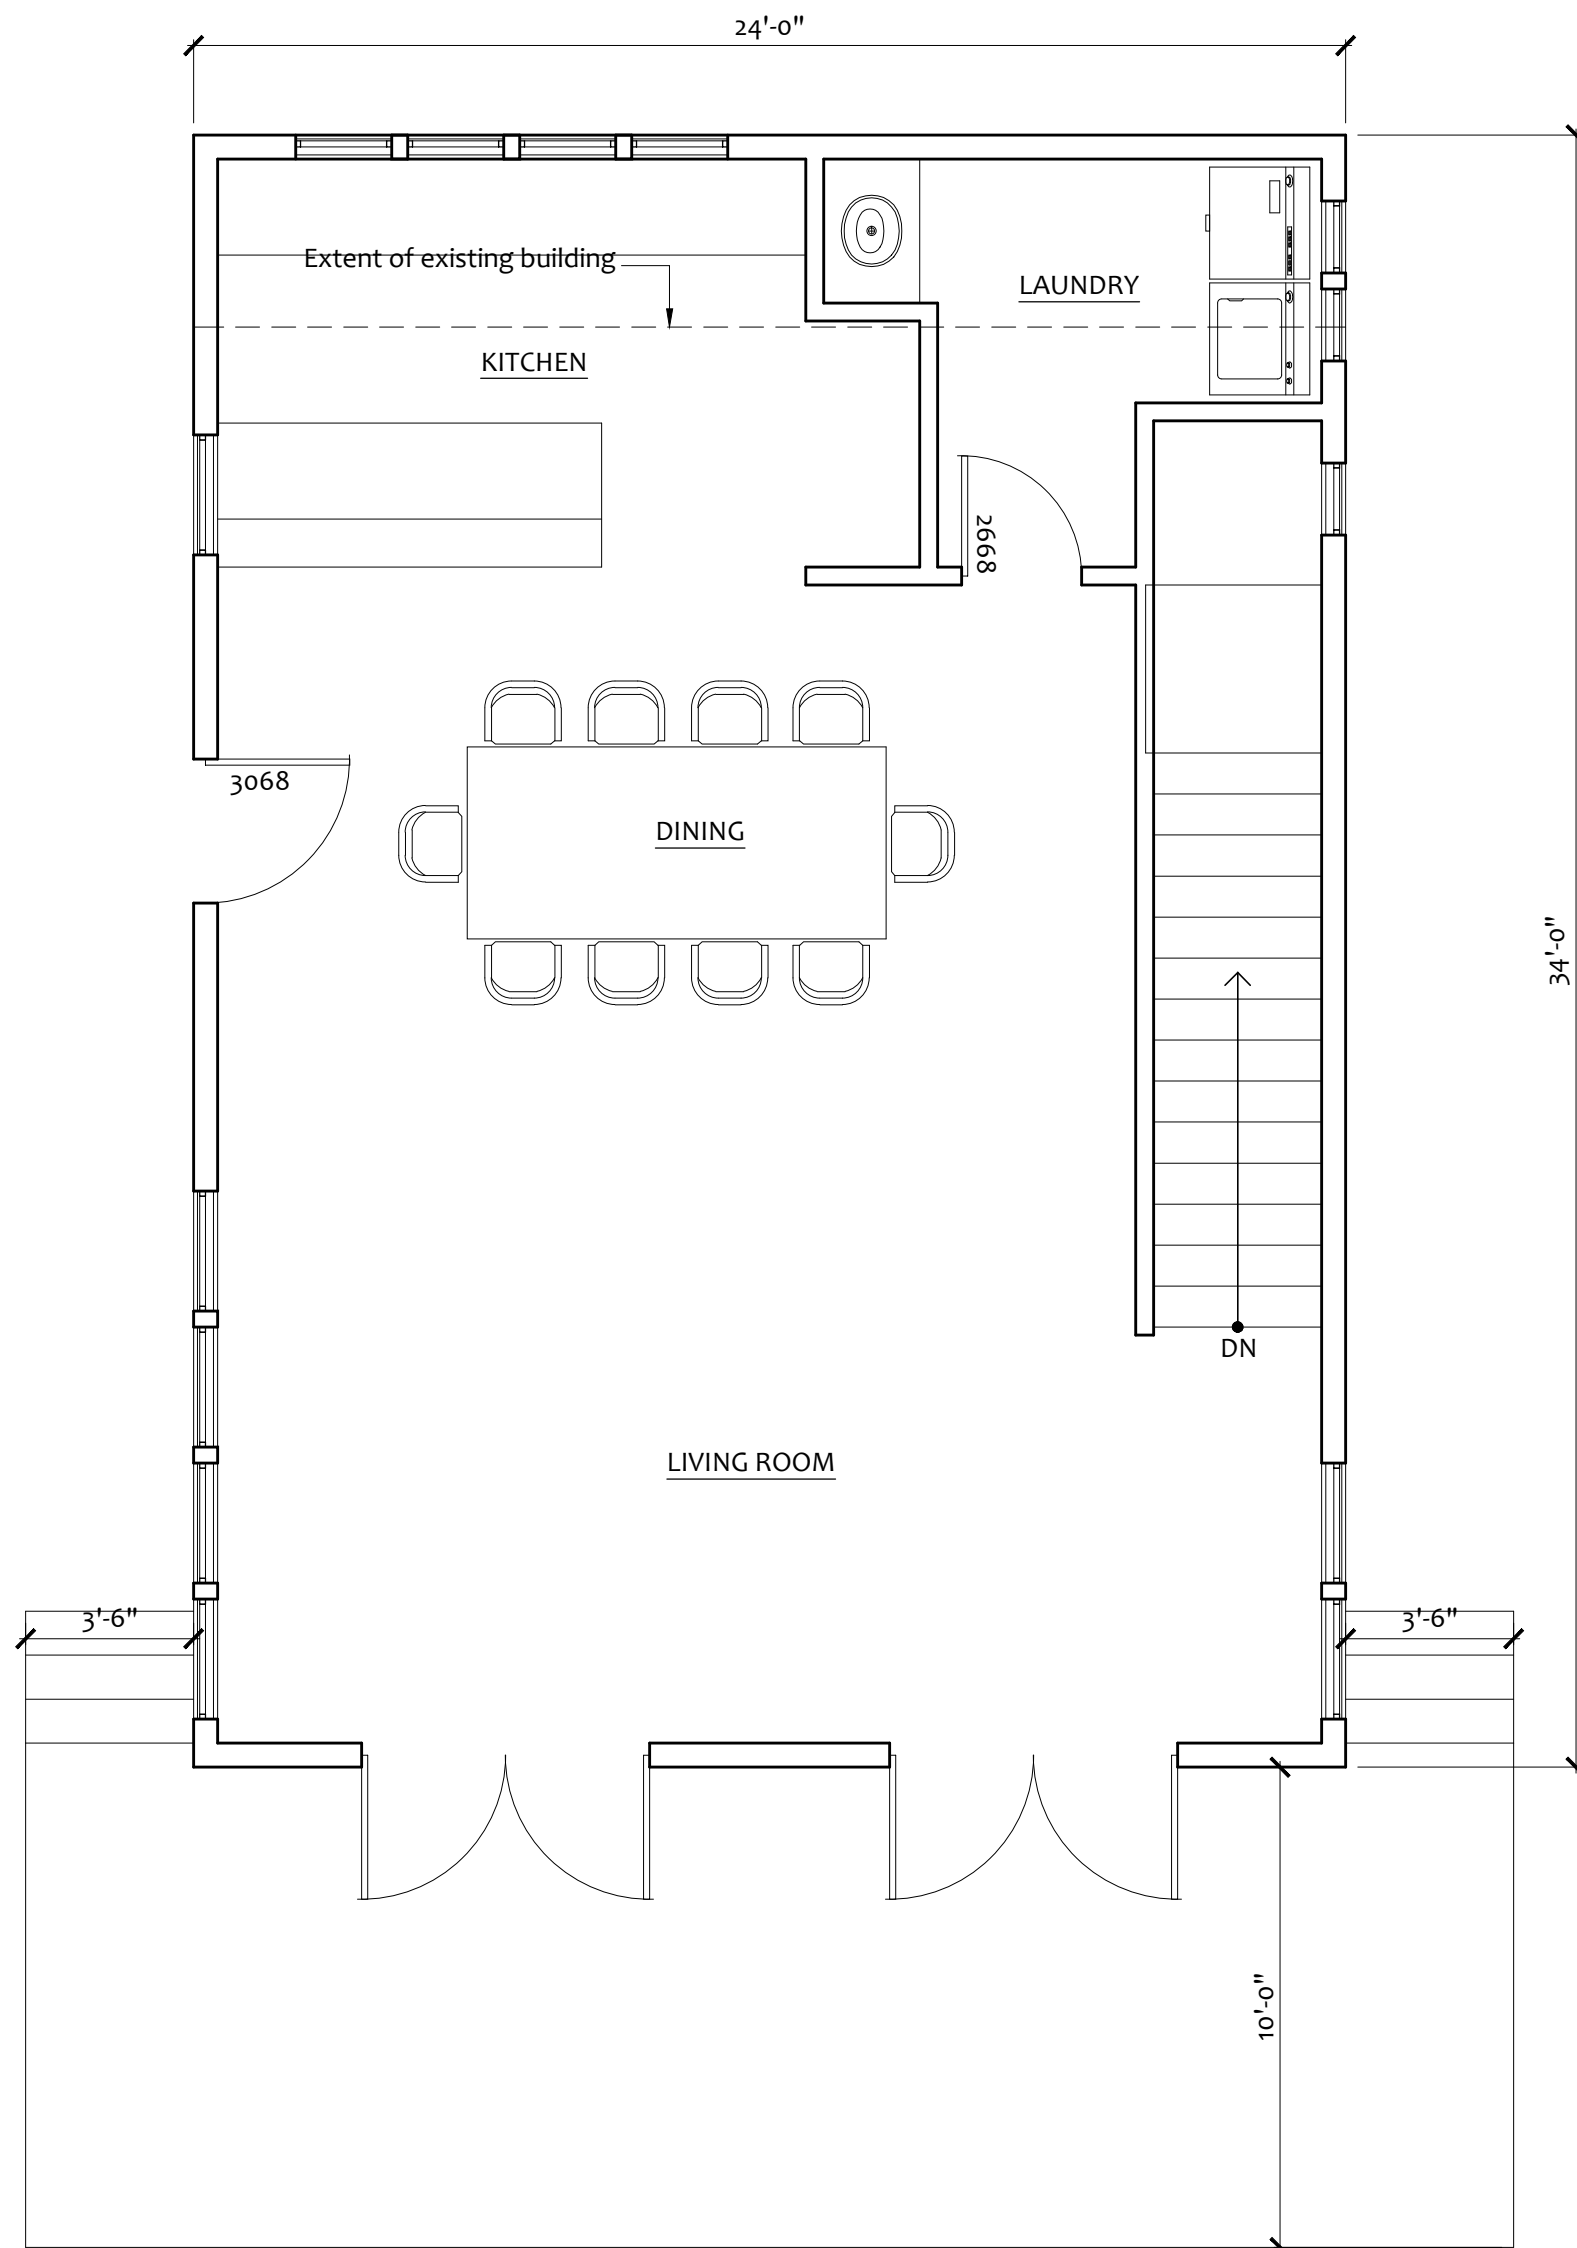 24'-0"
Extent of existing building
LAUNDRY
KITCHEN
2668
3068
DINING
34'-0"
DN
LIVING ROOM
3'-6"
3'-6"
10'-0"